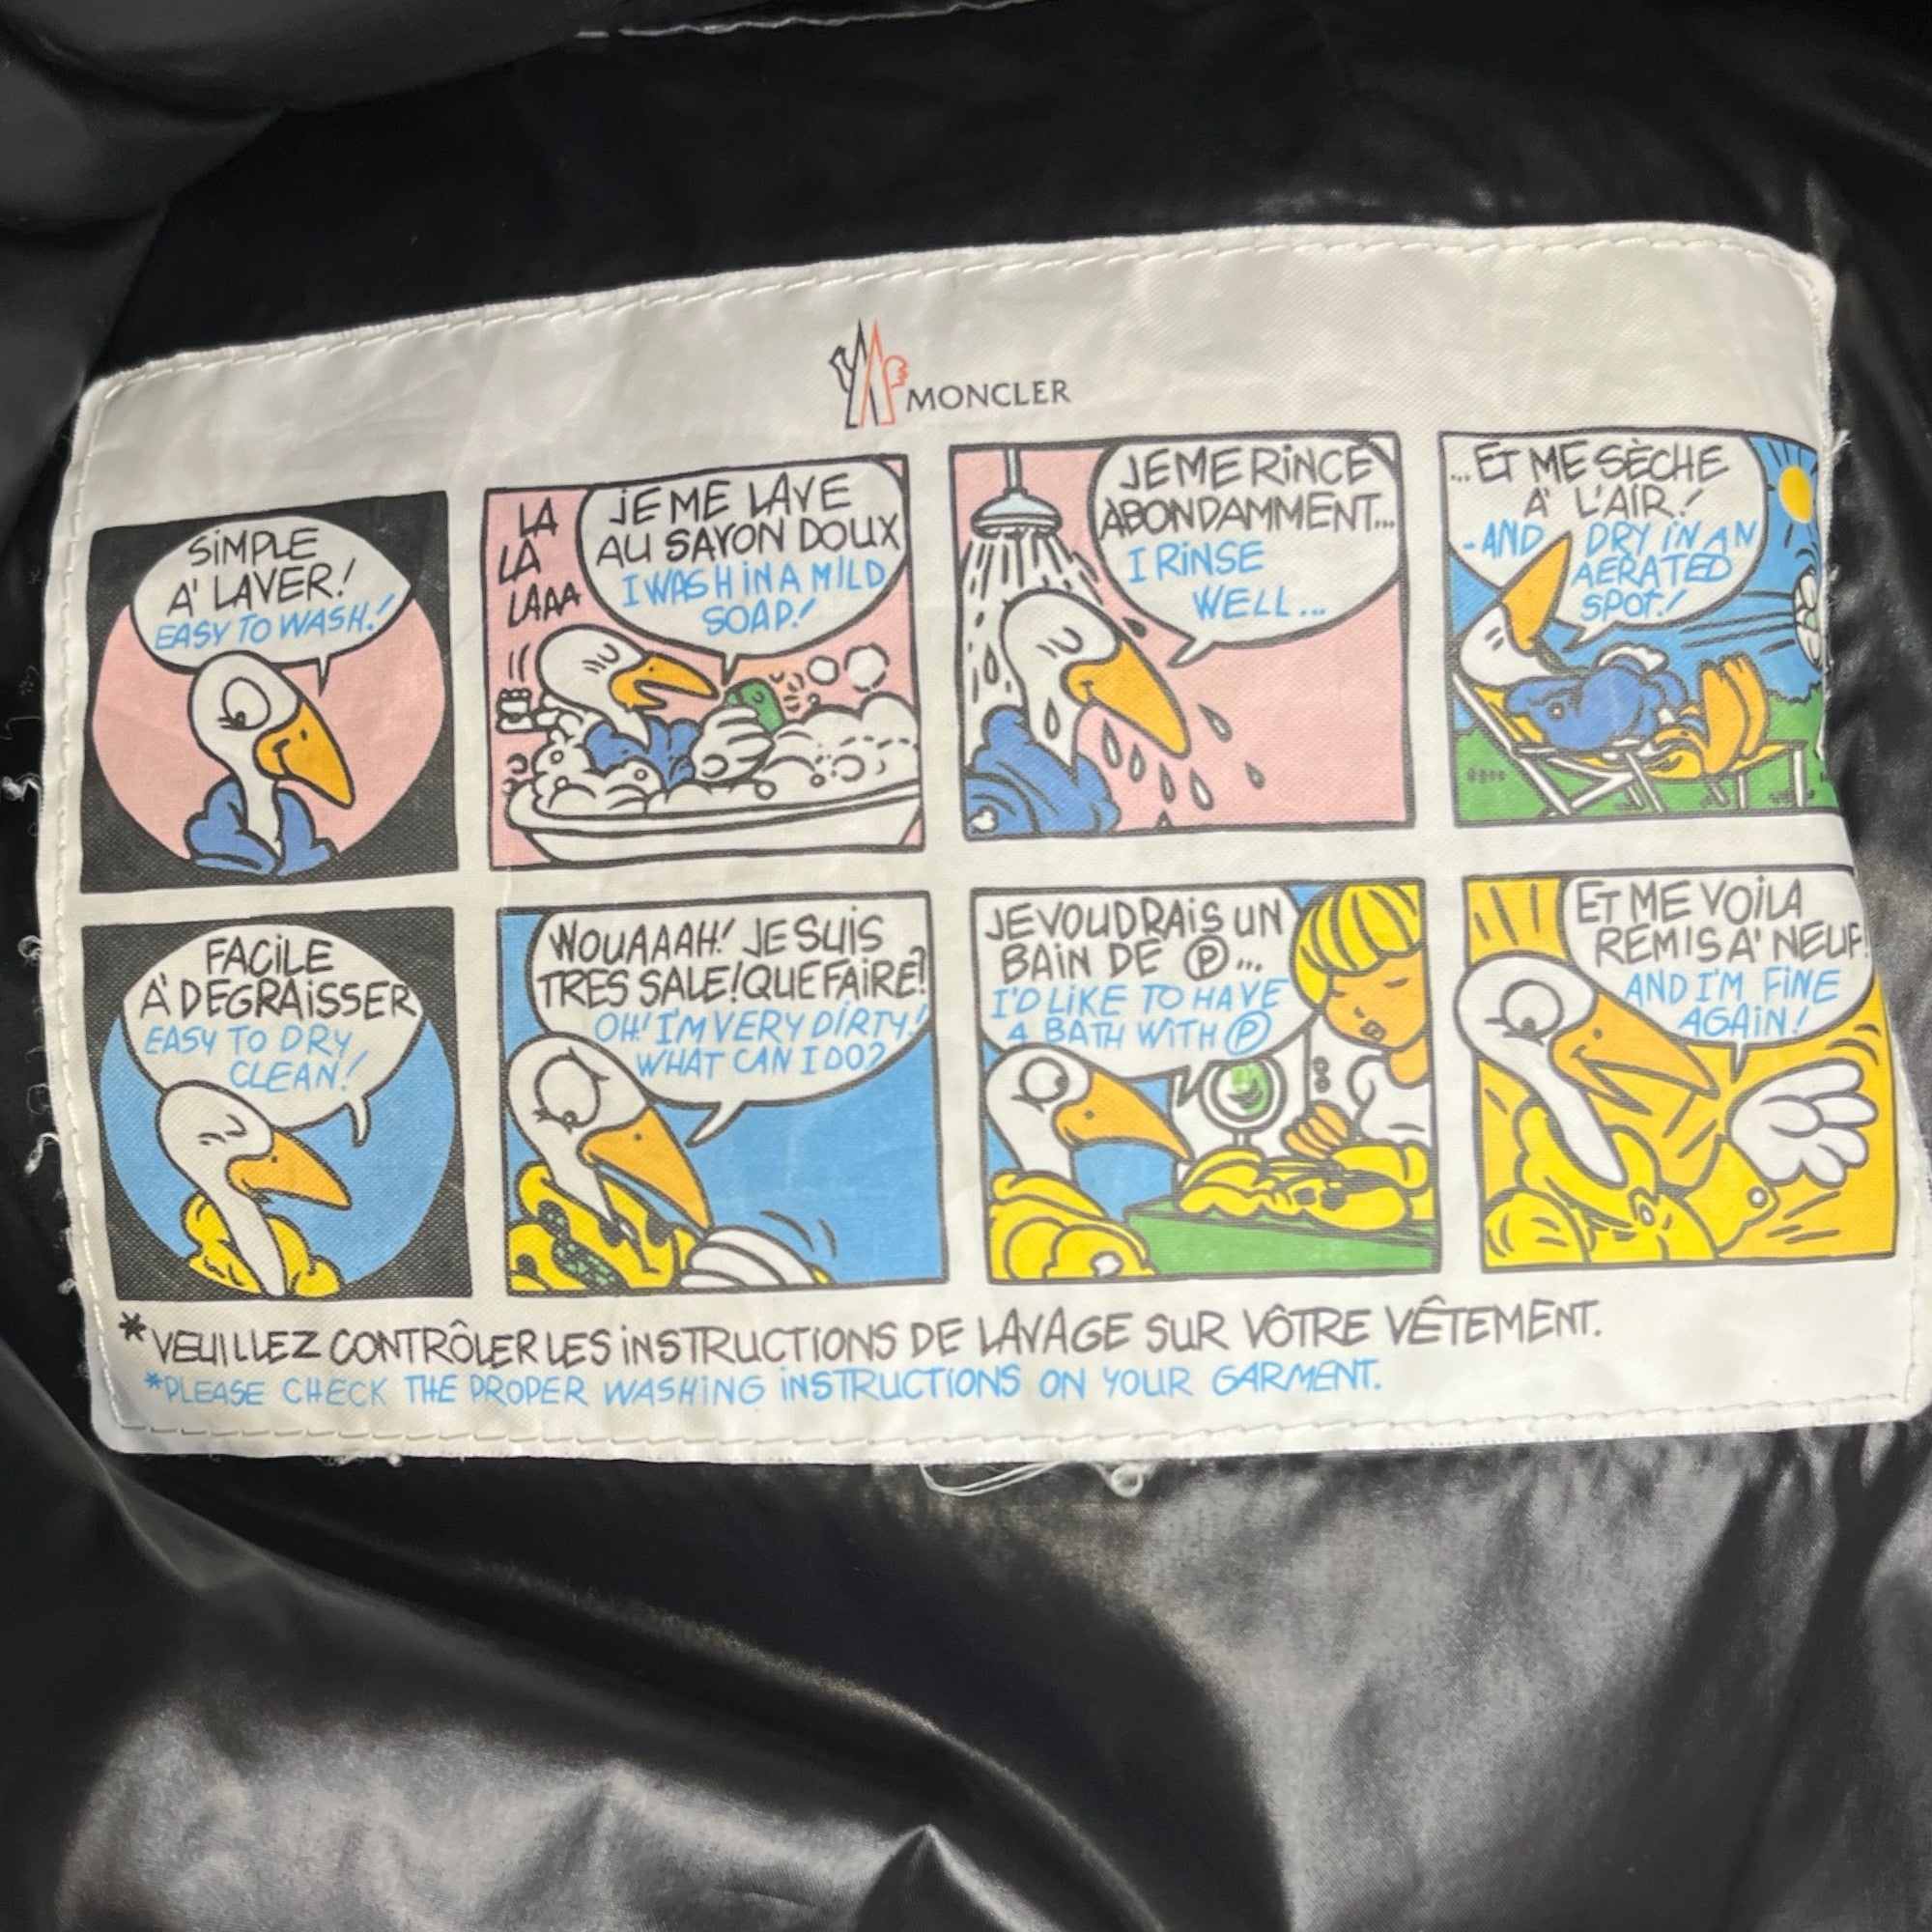 MONCLER
SiMPLE
A' LAVER!
EASY TO WASH!
LA
LA
LAAA
JE ME LAVE
AU SAVON DOUX
I WASH IN A MILD
SOAP!
JE ME RINCE
ABONDAMMENT...
I RINSE
WELL...
...ET ME SÈCHE
A' L'AIR!
-AND DRY IN AN
AERATED
SPOT!
FACILE
A' DEGRAISSER
EASY TO DRY
CLEAN!
WOUAAAH! JE SUIS
TRES SALE! QUE FAIRE?
OH! I'M VERY DIRTY!
WHAT CAN I DO?
JE VOUDRAIS UN
BAIN DE Ⓟ...
I'D LIKE TO HAVE
A BATH WITH Ⓟ
ET ME VOILA
REMIS A' NEUF!
AND I'M FINE
AGAIN!
*VEUILLEZ CONTRÔLER LES INSTRUCTIONS DE LAVAGE SUR VÔTRE VÊTEMENT.
*PLEASE CHECK THE PROPER WASHING INSTRUCTIONS ON YOUR GARMENT.